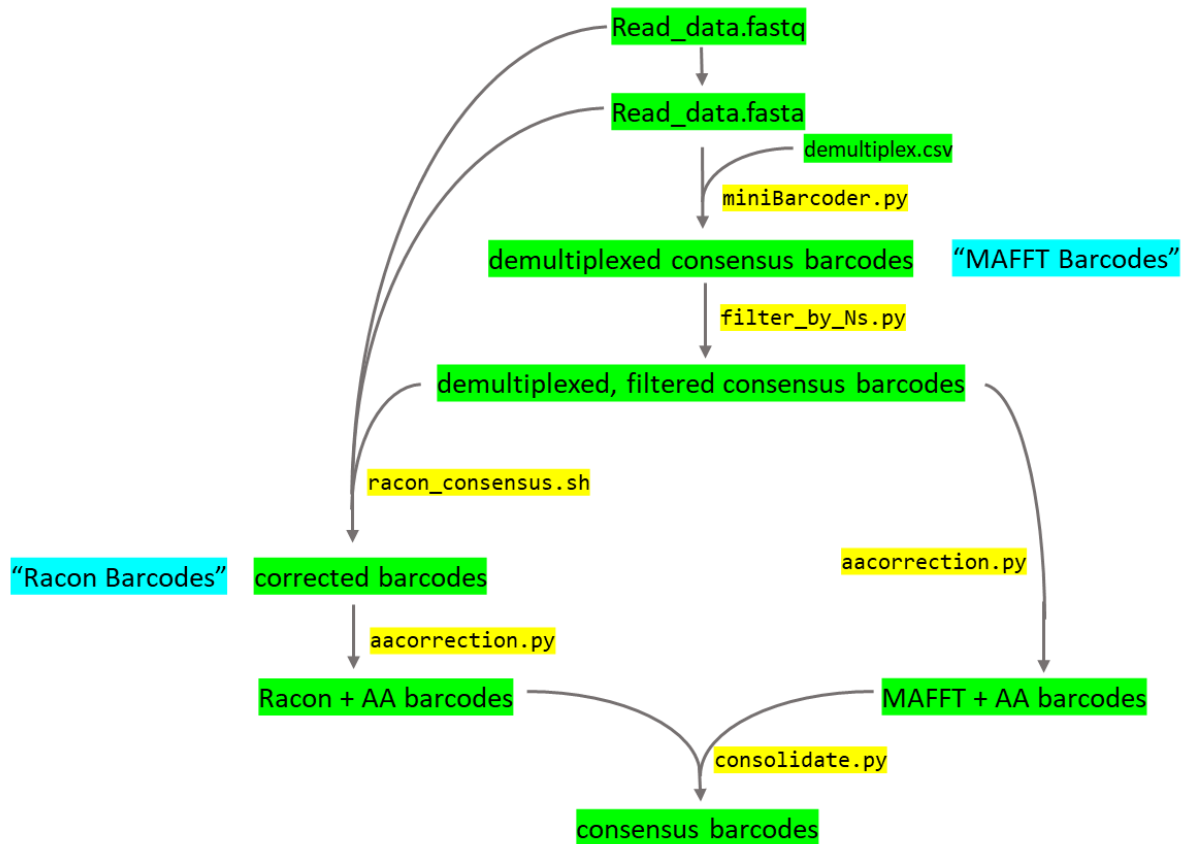 Read_data.fastq
Read_data.fasta
demultiplex.csv
miniBarcoder.py
demultiplexed consensus barcodes
“MAFFT Barcodes”
filter_by_Ns.py
demultiplexed, filtered consensus barcodes
racon_consensus.sh
“Racon Barcodes”
corrected barcodes
aacorrection.py
aacorrection.py
Racon + AA barcodes
MAFFT + AA barcodes
consolidate.py
consensus barcodes